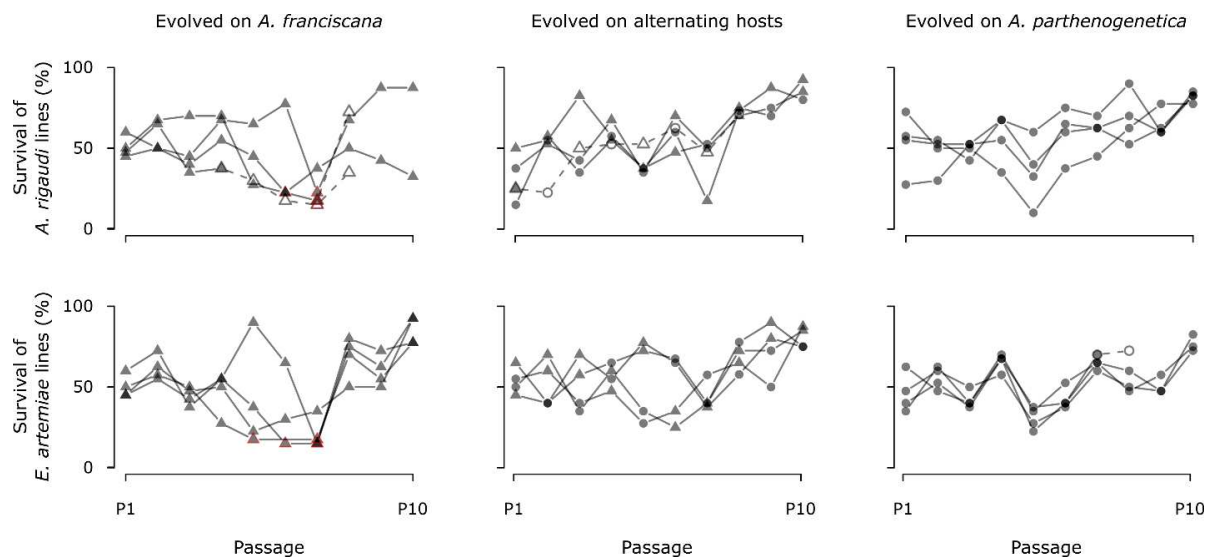 Evolved on A. franciscana
Evolved on alternating hosts
Evolved on A. parthenogenetica
Survival of
A. rigaudi lines (%)
100
50
0
Survival of
E. artemiae lines (%)
100
50
0
P1
P10
P1
P10
P1
P10
Passage
Passage
Passage